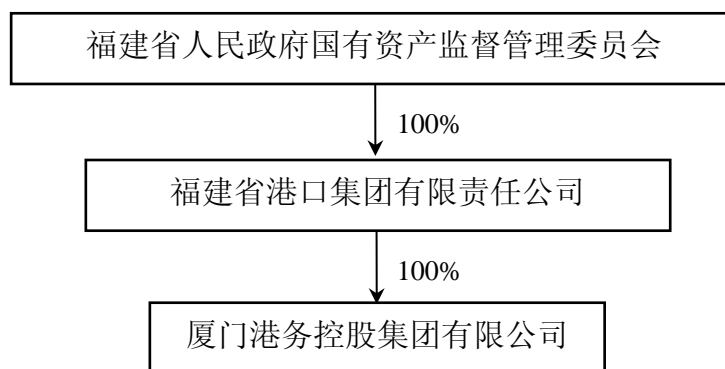 福建省人民政府国有资产监督管理委员会
100%
福建省港口集团有限责任公司
100%
厦门港务控股集团有限公司